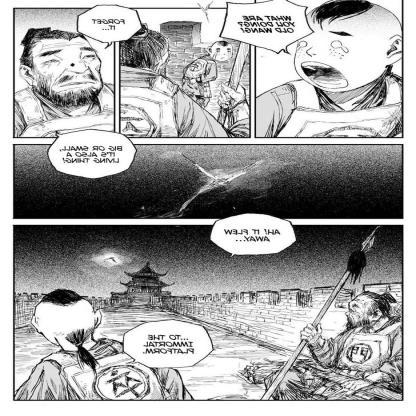 WHAT ARE
YOU DOING?
OLD WANG!
FORGET
IT...
BIG OR SMALL,
IT'S ALSO A
LIVING THING!
AH! IT FLEW
AWAY...
...TO THE
IMMORTAL
PLATFORM.